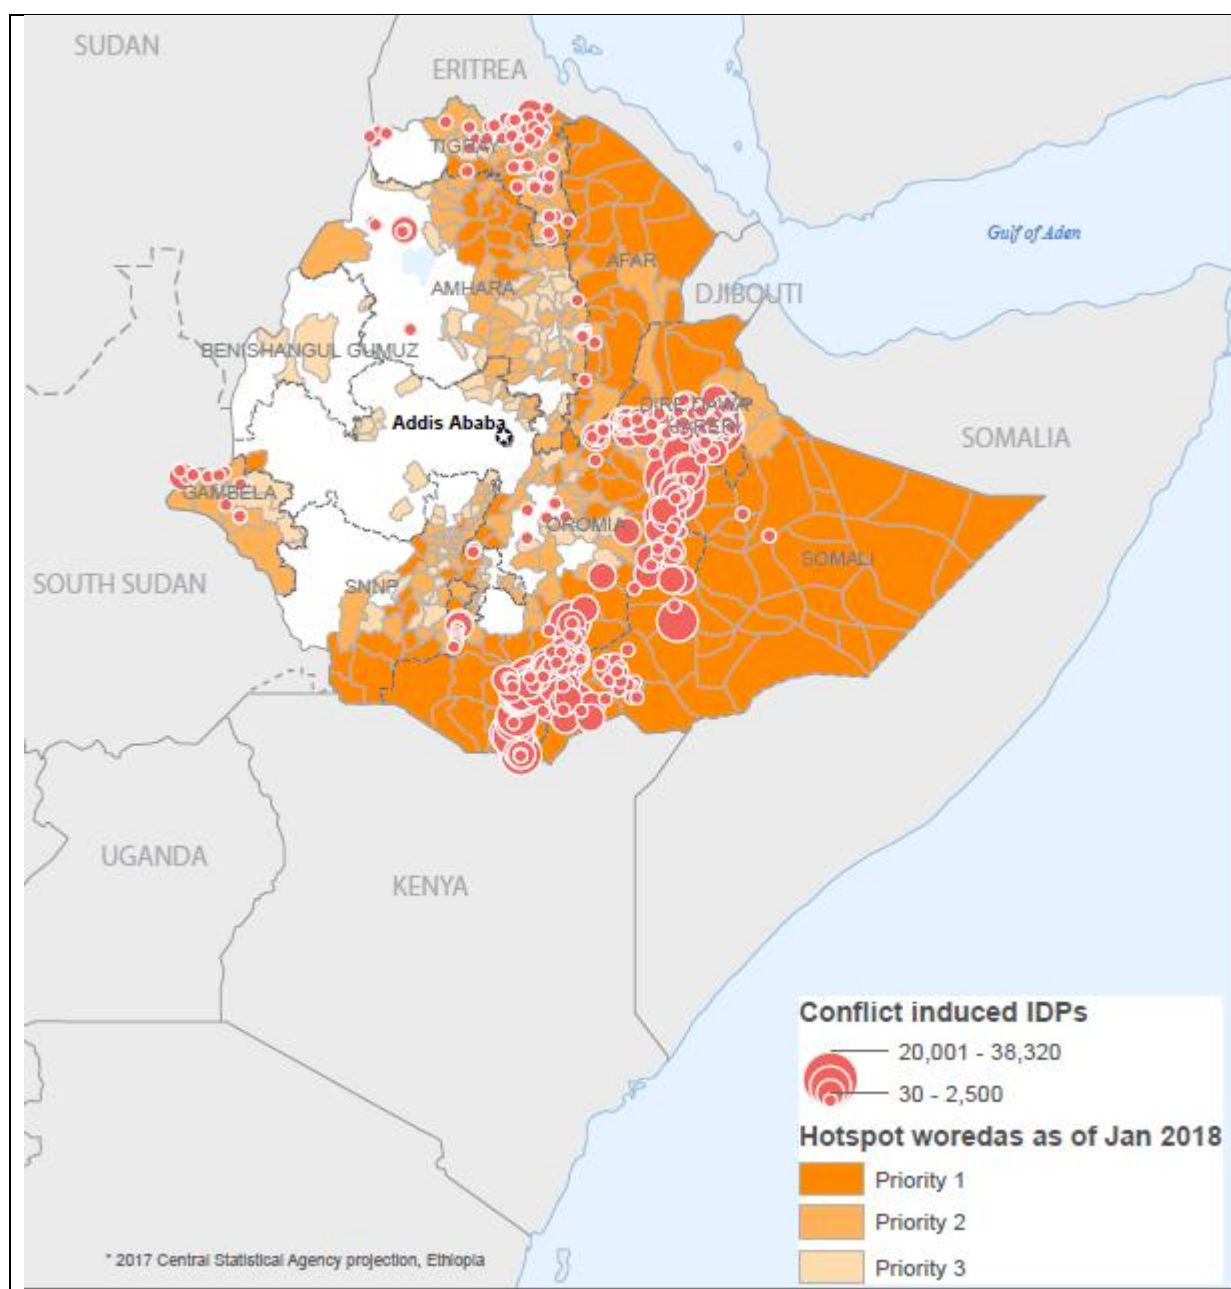 SUDAN
ERITREA
TIGRAY
Gulf of Aden
AFAR
AMHARA
DJIBOUTI
BENISHANGUL GUMUZ
DIRE DAWA
HARERI
Addis Ababa
SOMALIA
GAMBELA
OROMIA
SOMALI
SOUTH SUDAN
SNNP
UGANDA
KENYA
Conflict induced IDPs
20,001 - 38,320
30 - 2,500
Hotspot woredas as of Jan 2018
Priority 1
Priority 2
Priority 3
* 2017 Central Statistical Agency projection, Ethiopia